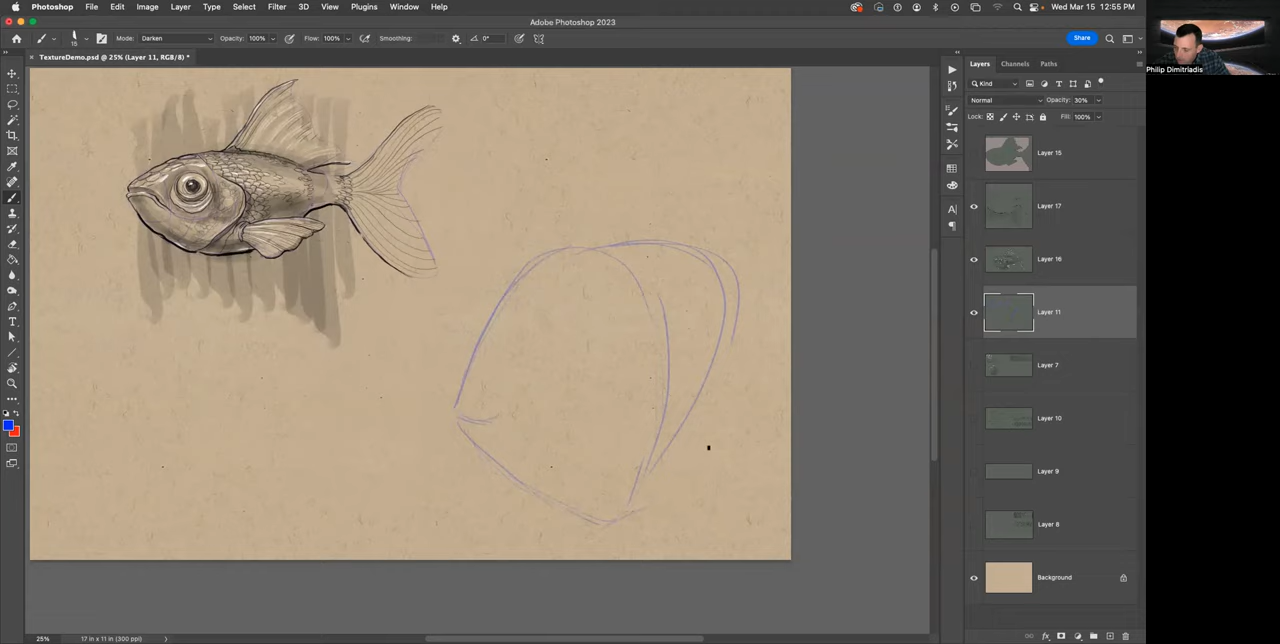 Photoshop File Edit Image Layer Type Select Filter 3D View Plugins Window Help Wed Mar 15 12:55 PM
Adobe Photoshop 2023
Mode: Darken Opacity: 100% Flow: 100% Smoothing: 0° Share
15
TextureDemo.psd @ 25% (Layer 11, RGB/8) *
Philip Dimitriadis
Layers Channels Paths
Kind
Normal Opacity: 30%
Lock: Fill: 100%
Layer 15
Layer 17
Layer 16
Layer 11
Layer 7
Layer 10
Layer 9
Layer 8
Background
25% 17 in x 11 in (300 ppi)